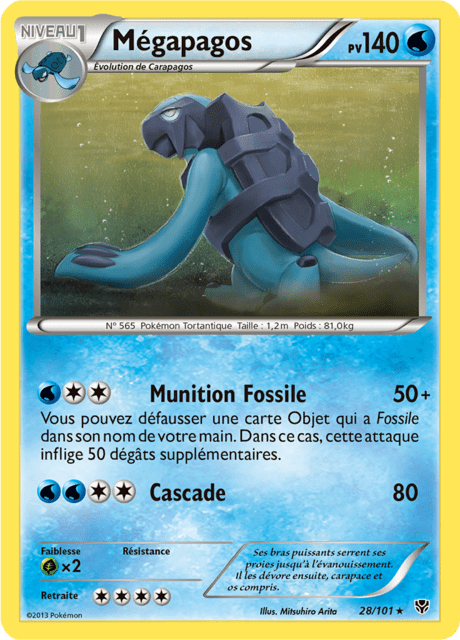 NIVEAU 1
Mégapagos
PV 140
Évolution de Carapagos
N° 565 Pokémon Tortantique Taille : 1,2m Poids : 81,0kg
Munition Fossile 50+
Vous pouvez défausser une carte Objet qui a Fossile
dans son nom de votre main. Dans ce cas, cette attaque
inflige 50 dégâts supplémentaires.
Cascade 80
Faiblesse Résistance
×2
Retraite
Ses bras puissants serrent ses
proies jusqu'à l'évanouissement.
Il les dévore ensuite, carapace et
os compris.
©2013 Pokémon
Illus. Mitsuhiro Arita
28/101 ★